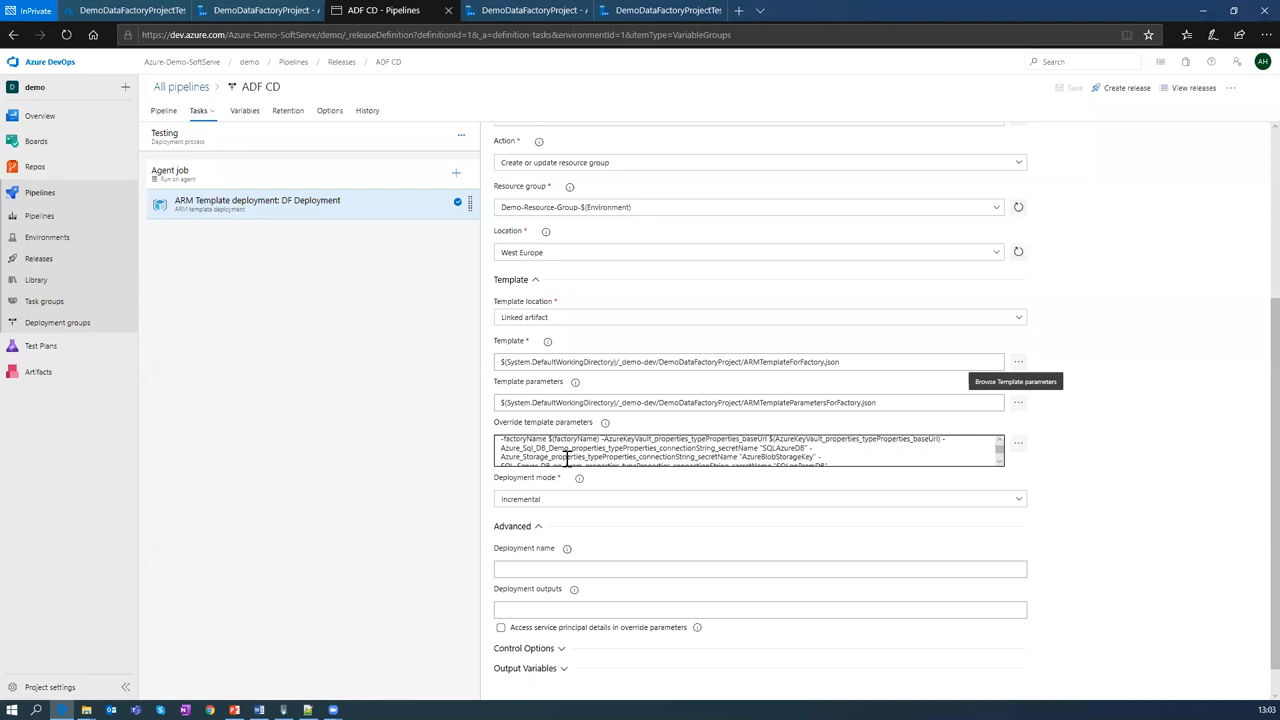 InPrivate
DemoDataFactoryProjectTes
DemoDataFactoryProject - A
ADF CD - Pipelines
DemoDataFactoryProject - A
DemoDataFactoryProjectTes
https://dev.azure.com/Azure-Demo-SoftServe/demo/_releaseDefinition?definitionId=1&_a=definition-tasks&environmentId=1&itemType=VariableGroups
Azure DevOps
Azure-Demo-SoftServe
demo
Pipelines
Releases
ADF CD
Search
AH
D
demo
All pipelines
ADF CD
Save
Create release
View releases
Overview
Boards
Repos
Pipelines
Pipelines
Environments
Releases
Library
Task groups
Deployment groups
Test Plans
Artifacts
Project settings
Pipeline
Tasks
Variables
Retention
Options
History
Testing
Deployment process
Agent job
Run on agent
ARM Template deployment: DF Deployment
ARM template deployment
Action *
Create or update resource group
Resource group *
Demo-Resource-Group-$(Environment)
Location *
West Europe
Template
Template location *
Linked artifact
Template *
$(System.DefaultWorkingDirectory)/_demo-dev/DemoDataFactoryProject/ARMTemplateForFactory.json
Browse Template parameters
Template parameters
$(System.DefaultWorkingDirectory)/_demo-dev/DemoDataFactoryProject/ARMTemplateParametersForFactory.json
Override template parameters
-factoryName $(factoryName) -AzureKeyVault_properties_typeProperties_baseUrl $(AzureKeyVault_properties_typeProperties_baseUrl) -
Azure_Sql_DB_Demo_properties_typeProperties_connectionString_secretName "SQLAzureDB" -
Azure_Storage_properties_typeProperties_connectionString_secretName "AzureBlobStorageKey" -
Deployment mode *
Incremental
Advanced
Deployment name
Deployment outputs
Access service principal details in override parameters
Control Options
Output Variables
13:03